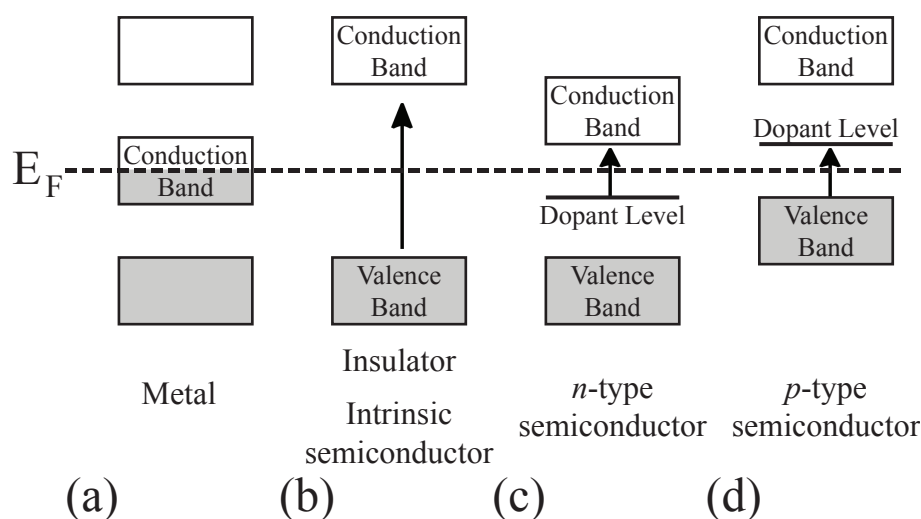 Conduction
Band
Conduction
Band
Conduction
Band
Dopant Level
Conduction
Band
E_F
Dopant Level
Valence
Band
Valence
Band
Valence
Band
Metal
Insulator
Intrinsic
semiconductor
n-type
semiconductor
p-type
semiconductor
(a)
(b)
(c)
(d)